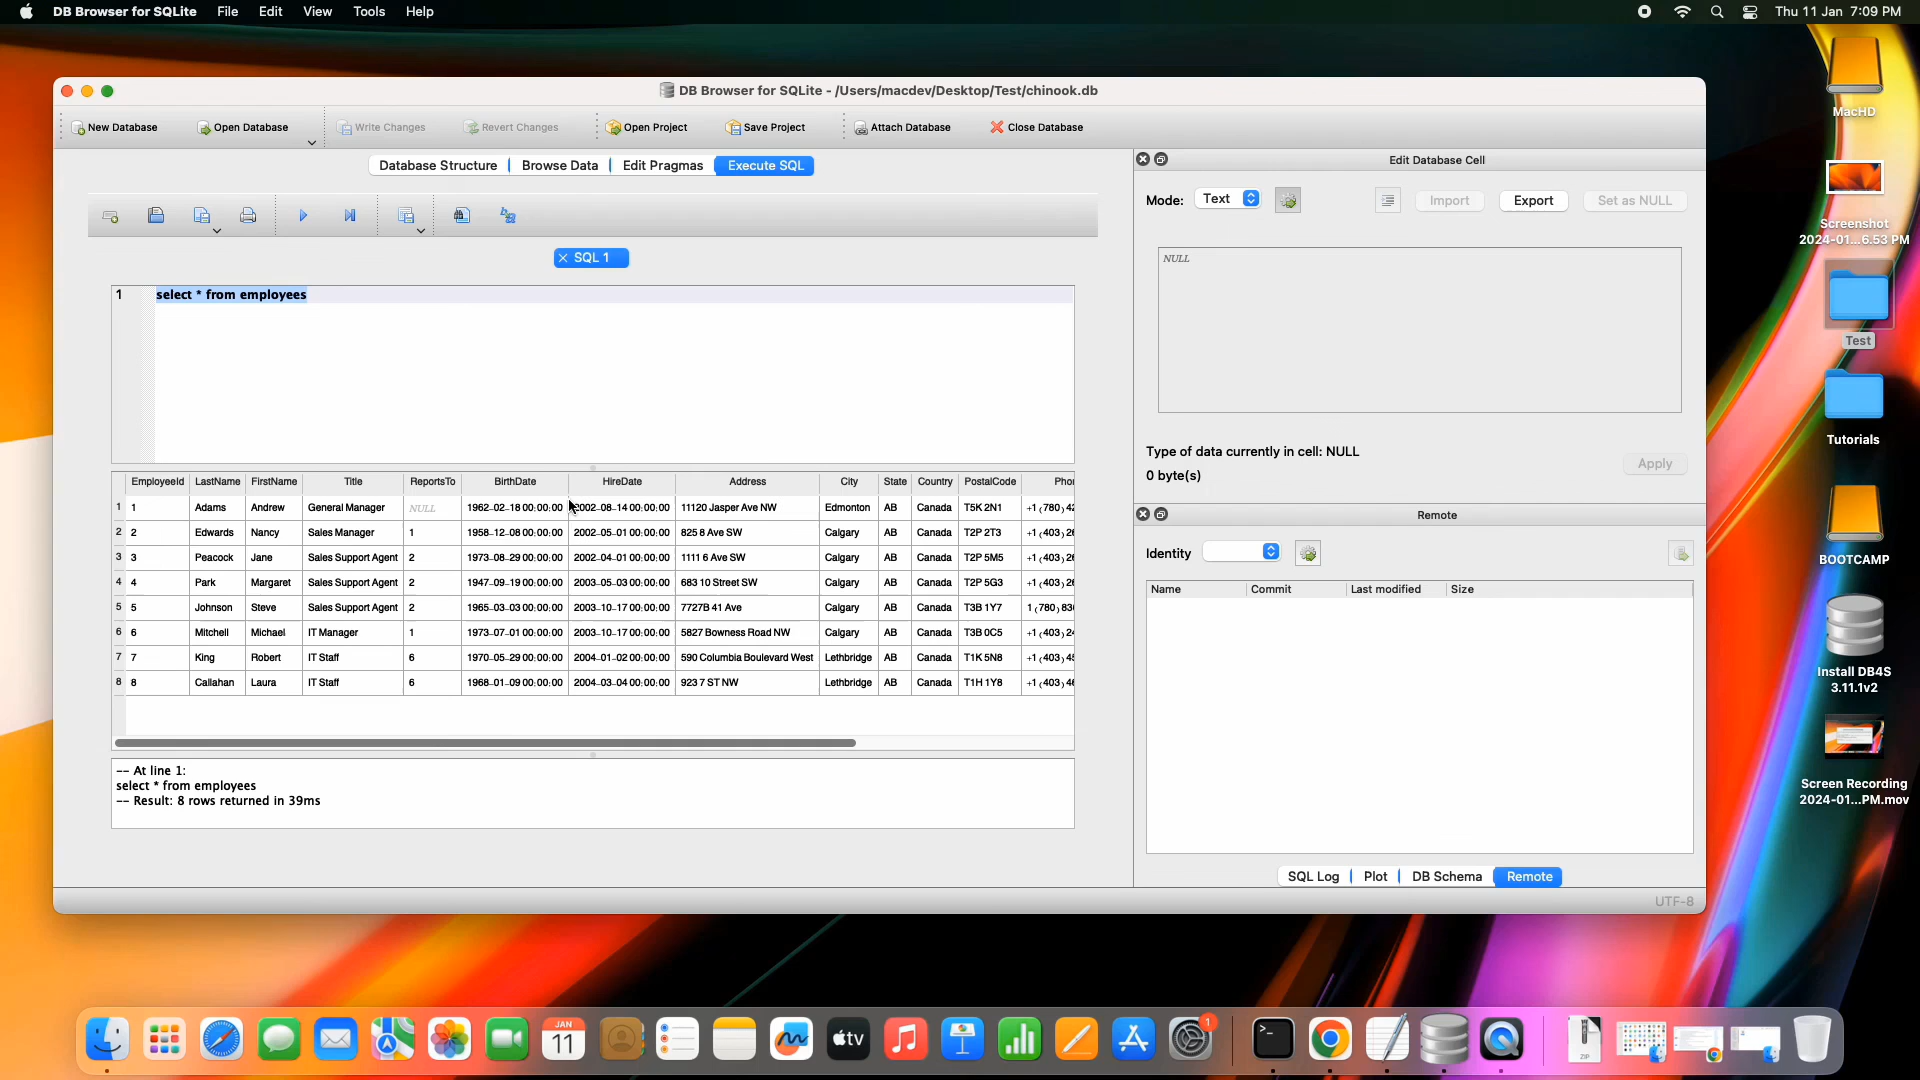 DB Browser for SQLite File Edit View Tools Help Thu 11 Jan 7:09 PM
DB Browser for SQLite - /Users/macdev/Desktop/Test/chinook.db
New Database Open Database Write Changes Revert Changes Open Project Save Project Attach Database Close Database
Database Structure Browse Data Edit Pragmas Execute SQL
SQL 1
1 select * from employees
EmployeeId LastName FirstName Title ReportsTo BirthDate HireDate Address City State Country PostalCode
1 1 Adams Andrew General Manager NULL 1962-02-18 00:00:00 2002-08-14 00:00:00 11120 Jasper Ave NW Edmonton AB Canada T5K 2N1 +1 (780) 42
2 2 Edwards Nancy Sales Manager 1 1958-12-08 00:00:00 2002-05-01 00:00:00 825 8 Ave SW Calgary AB Canada T2P 2T3 +1 (403) 26
3 3 Peacock Jane Sales Support Agent 2 1973-08-29 00:00:00 2002-04-01 00:00:00 1111 6 Ave SW Calgary AB Canada T2P 5M5 +1 (403) 26
4 4 Park Margaret Sales Support Agent 2 1947-09-19 00:00:00 2003-05-03 00:00:00 683 10 Street SW Calgary AB Canada T2P 5G3 +1 (403) 26
5 5 Johnson Steve Sales Support Agent 2 1965-03-03 00:00:00 2003-10-17 00:00:00 7727B 41 Ave Calgary AB Canada T3B 1Y7 1 (780) 83
6 6 Mitchell Michael IT Manager 1 1973-07-01 00:00:00 2003-10-17 00:00:00 5827 Bowness Road NW Calgary AB Canada T3B 0C5 +1 (403) 24
7 7 King Robert IT Staff 6 1970-05-29 00:00:00 2004-01-02 00:00:00 590 Columbia Boulevard West Lethbridge AB Canada T1K 5N8 +1 (403) 45
8 8 Callahan Laura IT Staff 6 1968-01-09 00:00:00 2004-03-04 00:00:00 923 7 ST NW Lethbridge AB Canada T1H 1Y8 +1 (403) 46
-- At line 1:
select * from employees
-- Result: 8 rows returned in 39ms
Edit Database Cell
Mode: Text Import Export Set as NULL
NULL
Type of data currently in cell: NULL
0 byte(s)
Apply
Remote
Identity
Name Commit Last modified Size
SQL Log Plot DB Schema Remote
UTF-8
MacHD
Screenshot
2024-01...6.53 PM
Test
Tutorials
BOOTCAMP
Install DB4S
3.11.1v2
Screen Recording
2024-01...PM.mov
JAN
11
tv
1
ZIP